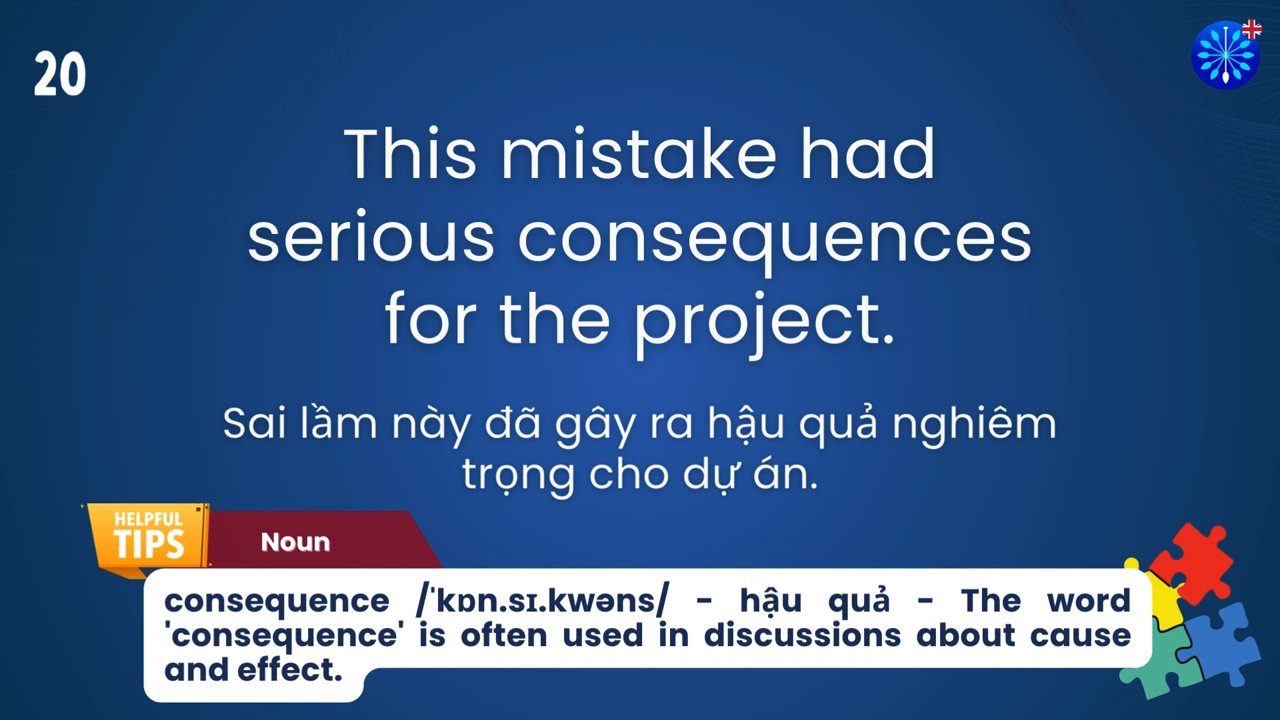 20
This mistake had
serious consequences
for the project.
Sai lầm này đã gây ra hậu quả nghiêm
trọng cho dự án.
HELPFUL
TIPS
Noun
consequence /ˈkɒn.sɪ.kwəns/ - hậu quả - The word
'consequence' is often used in discussions about cause
and effect.